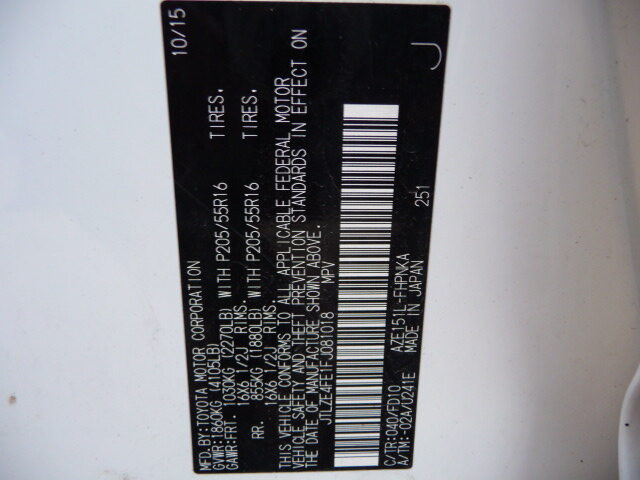 MFD.BY:TOYOTA MOTOR CORPORATION 10/15
GVWR:1860KG (4105LB)
GAWR:FRT. 1030KG (2270LB) WITH P205/55R16 TIRES.
16X6 1/2J RIMS.
RR. 855KG (1880LB) WITH P205/55R16 TIRES.
16X6 1/2J RIMS.
THIS VEHICLE CONFORMS TO ALL APPLICABLE FEDERAL MOTOR
VEHICLE SAFETY AND THEFT PREVENTION STANDARDS IN EFFECT ON
THE DATE OF MANUFACTURE SHOWN ABOVE.
JTLZE4FE1FJ081018 MPV
C/TR:040/FD10 AZE151L-FHPNKA 251
A/TM:-02A/U241E MADE IN JAPAN
J